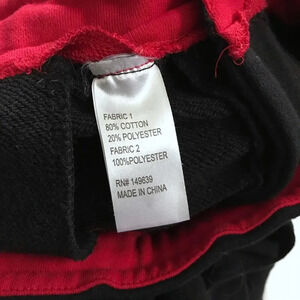 FABRIC 1
80% COTTON
20% POLYESTER
FABRIC 2
100%POLYESTER
RN# 149639
MADE IN CHINA